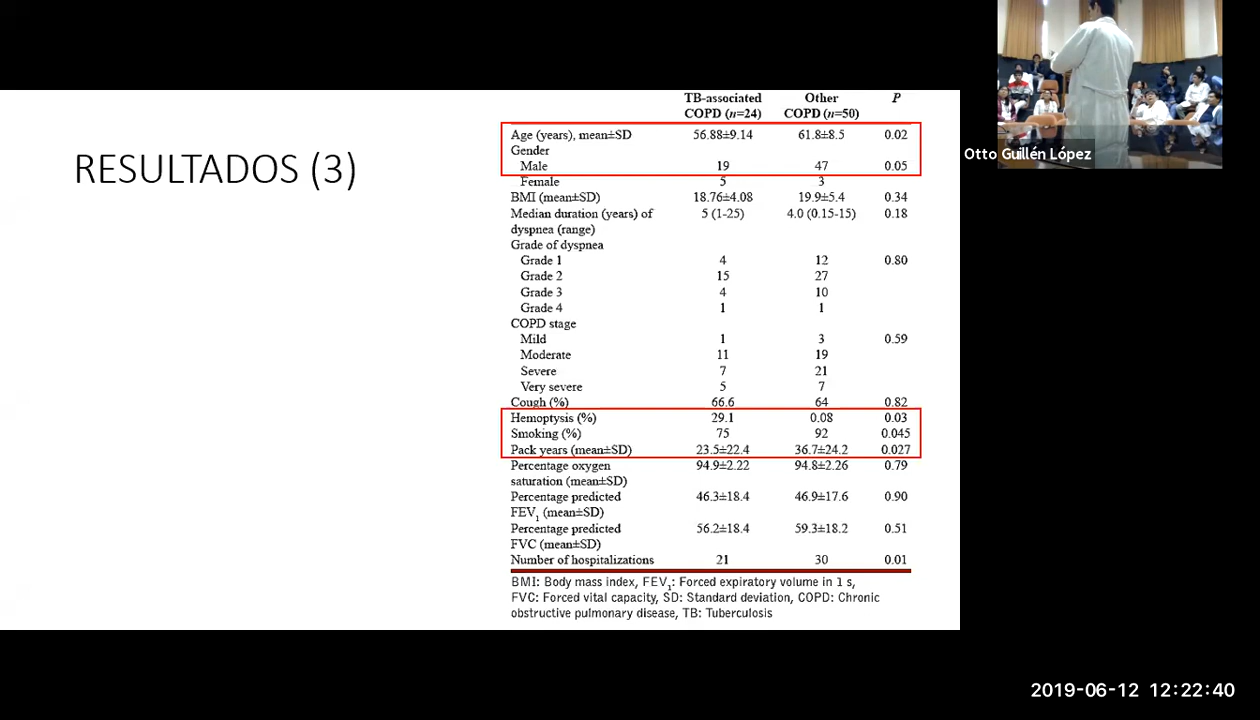 RESULTADOS (3)
TB-associated COPD (n=24) Other COPD (n=50) P
Age (years), mean±SD 56.88±9.14 61.8±8.5 0.02
Gender
Male 19 47 0.05
Female 5 3
BMI (mean±SD) 18.76±4.08 19.9±5.4 0.34
Median duration (years) of 5 (1-25) 4.0 (0.15-15) 0.18
dyspnea (range)
Grade of dyspnea
Grade 1 4 12 0.80
Grade 2 15 27
Grade 3 4 10
Grade 4 1 1
COPD stage
Mild 1 3 0.59
Moderate 11 19
Severe 7 21
Very severe 5 7
Cough (%) 66.6 64 0.82
Hemoptysis (%) 29.1 0.08 0.03
Smoking (%) 75 92 0.045
Pack years (mean±SD) 23.5±22.4 36.7±24.2 0.027
Percentage oxygen 94.9±2.22 94.8±2.26 0.79
saturation (mean±SD)
Percentage predicted 46.3±18.4 46.9±17.6 0.90
FEV1 (mean±SD)
Percentage predicted 56.2±18.4 59.3±18.2 0.51
FVC (mean±SD)
Number of hospitalizations 21 30 0.01
BMI: Body mass index, FEV1: Forced expiratory volume in 1 s,
FVC: Forced vital capacity, SD: Standard deviation, COPD: Chronic
obstructive pulmonary disease, TB: Tuberculosis
Otto Guillén López
2019-06-12 12:22:40